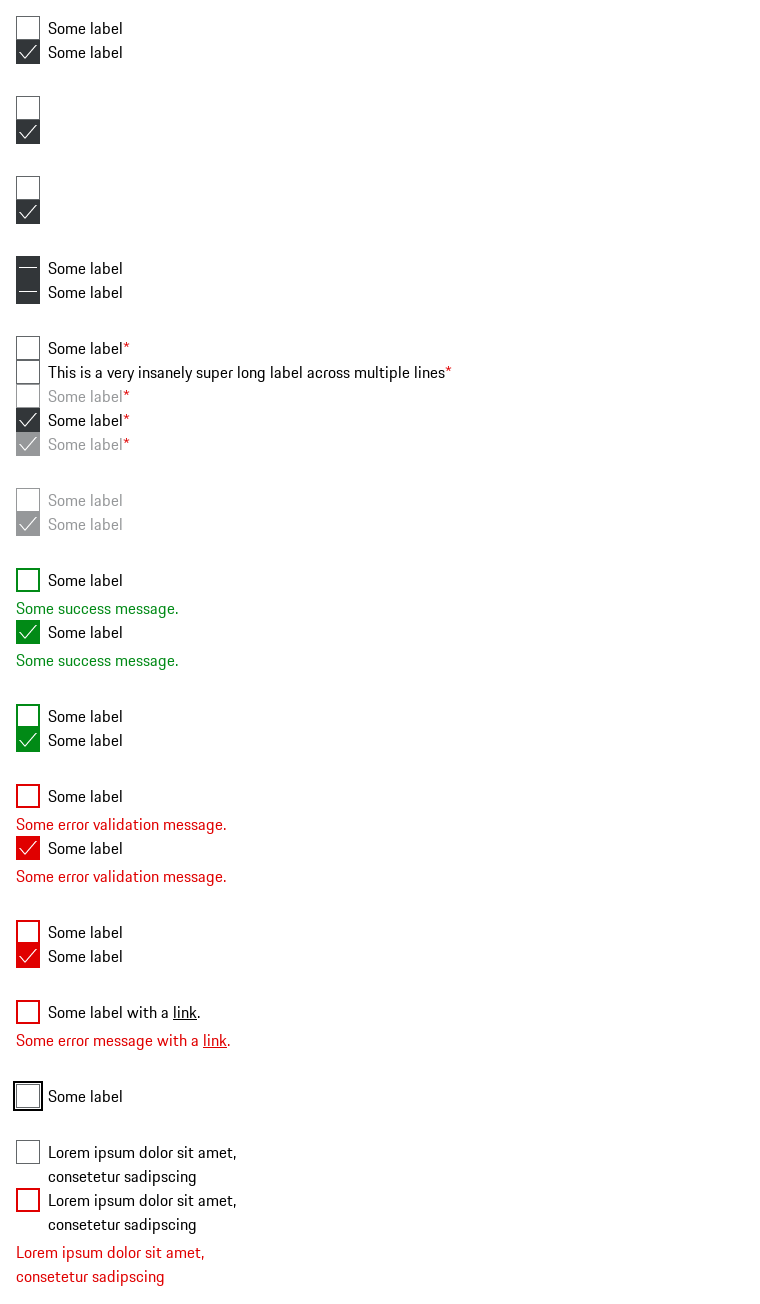 Some label
Some label
Some label
Some label
Some label*
This is a very insanely super long label across multiple lines*
Some label*
Some label*
Some label*
Some label
Some label
Some label
Some success message.
Some label
Some success message.
Some label
Some label
Some label
Some error validation message.
Some label
Some error validation message.
Some label
Some label
Some label with a link.
Some error message with a link.
Some label
Lorem ipsum dolor sit amet,
consetetur sadipscing
Lorem ipsum dolor sit amet,
consetetur sadipscing
Lorem ipsum dolor sit amet,
consetetur sadipscing